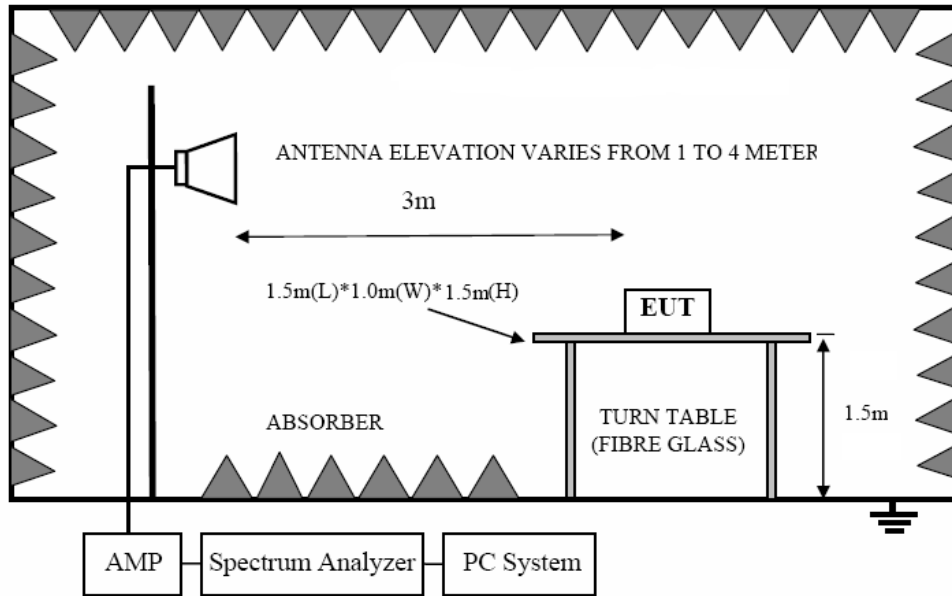 ANTENNA ELEVATION VARIES FROM 1 TO 4 METER
3m
1.5m(L)*1.0m(W)*1.5m(H)
EUT
ABSORBER
TURN TABLE
(FIBRE GLASS)
1.5m
AMP
Spectrum Analyzer
PC System